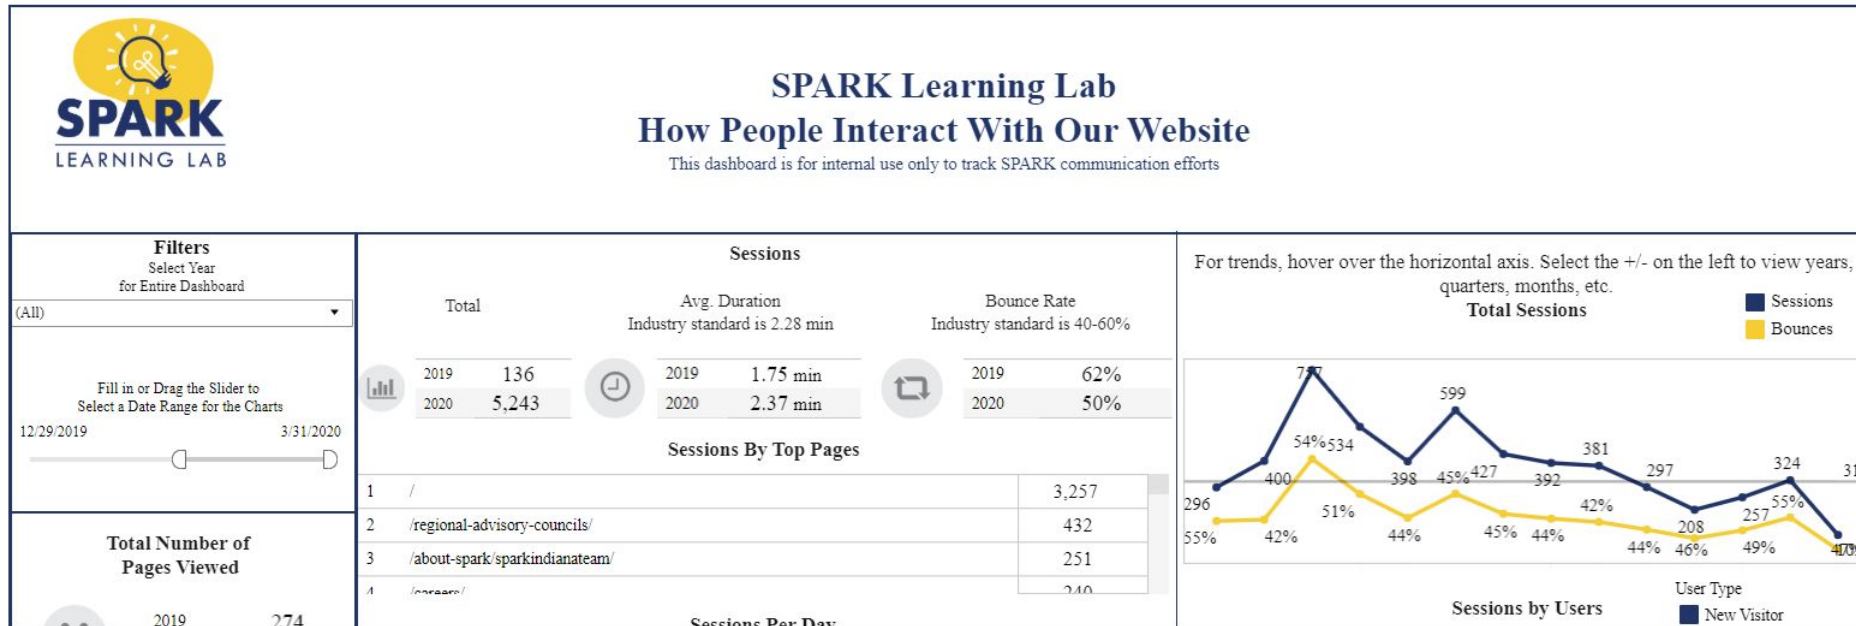 SPARK
LEARNING LAB
SPARK Learning Lab
How People Interact With Our Website
This dashboard is for internal use only to track SPARK communication efforts
Filters
Select Year
for Entire Dashboard
(All)
Fill in or Drag the Slider to
Select a Date Range for the Charts
12/29/2019 3/31/2020
Total Number of
Pages Viewed
2019 274
Sessions
Total
Avg. Duration
Industry standard is 2.28 min
Bounce Rate
Industry standard is 40-60%
2019 136
2020 5,243
2019 1.75 min
2020 2.37 min
2019 62%
2020 50%
Sessions By Top Pages
1 / 3,257
2 /regional-advisory-councils/ 432
3 /about-spark/sparkindianateam/ 251
4 /careers/ 240
Sessions Per Day
For trends, hover over the horizontal axis. Select the +/- on the left to view years,
quarters, months, etc.
Total Sessions
Sessions
Bounces
599
54% 534
381
400 398 45% 427 392 297 324
296 51% 42% 208 257 55%
55% 42% 44% 45% 44% 44% 46% 49%
User Type
Sessions by Users
New Visitor